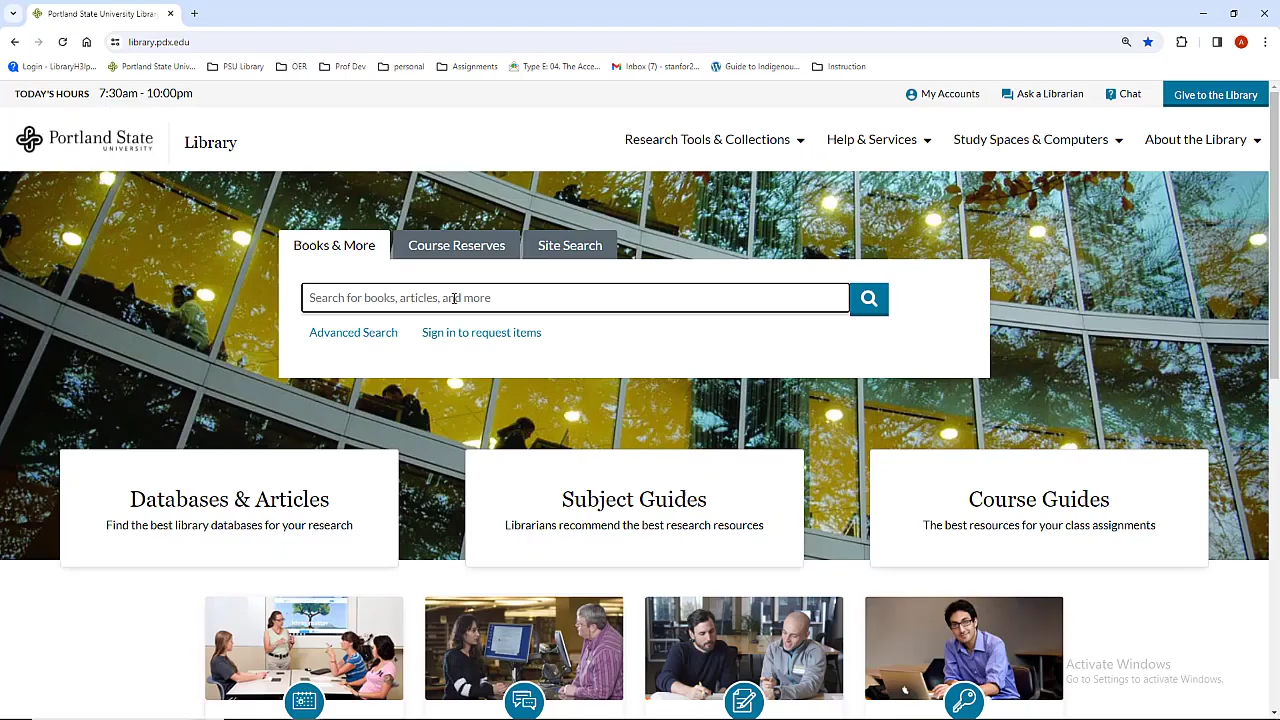 Portland State University Librar
library.pdx.edu
Login - LibraryH3lp... Portland State Univ... PSU Library OER Prof Dev personal Assignments Type E: 04. The Acce... Inbox (7) - stanfor2... Guide to Indigenou... Instruction
TODAY'S HOURS 7:30am - 10:00pm My Accounts Ask a Librarian Chat Give to the Library
Portland State UNIVERSITY Library Research Tools & Collections Help & Services Study Spaces & Computers About the Library
Books & More Course Reserves Site Search
Search for books, articles, and more
Advanced Search Sign in to request items
Databases & Articles
Find the best library databases for your research
Subject Guides
Librarians recommend the best research resources
Course Guides
The best resources for your class assignments
Activate Windows
Go to Settings to activate Windows.